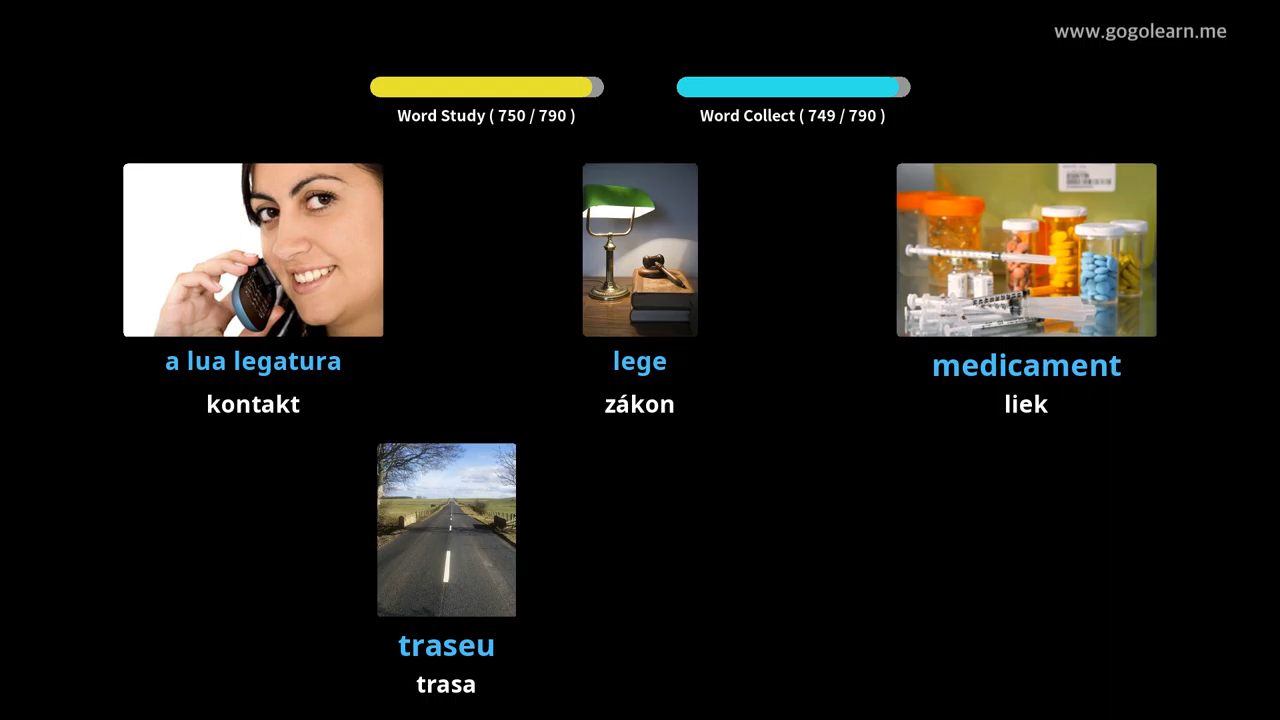 www.gogolearn.me
Word Study ( 750 / 790 )
Word Collect ( 749 / 790 )
a lua legatura
lege
medicament
kontakt
zákon
liek
traseu
trasa